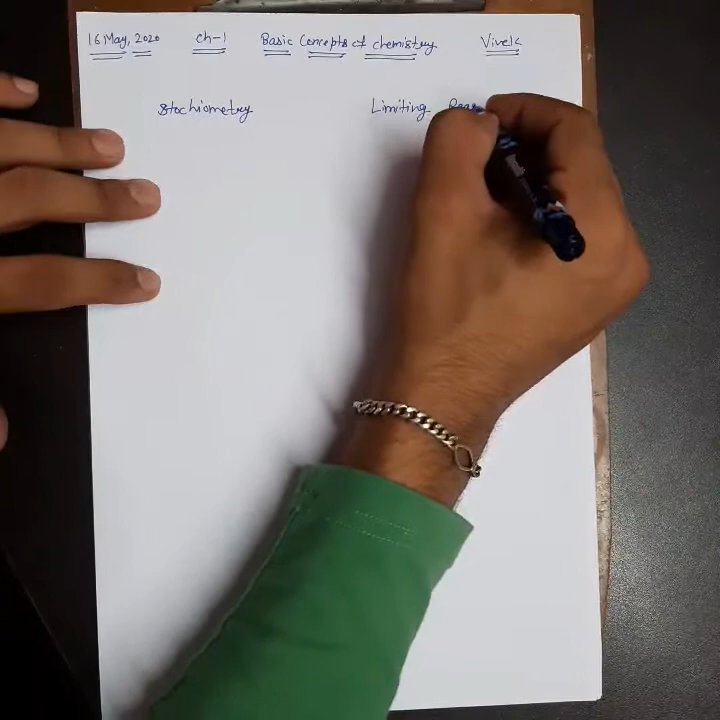 16 May, 2020 Ch-1 Basic Concepts of chemistry Vivek
Stochiometry Limiting